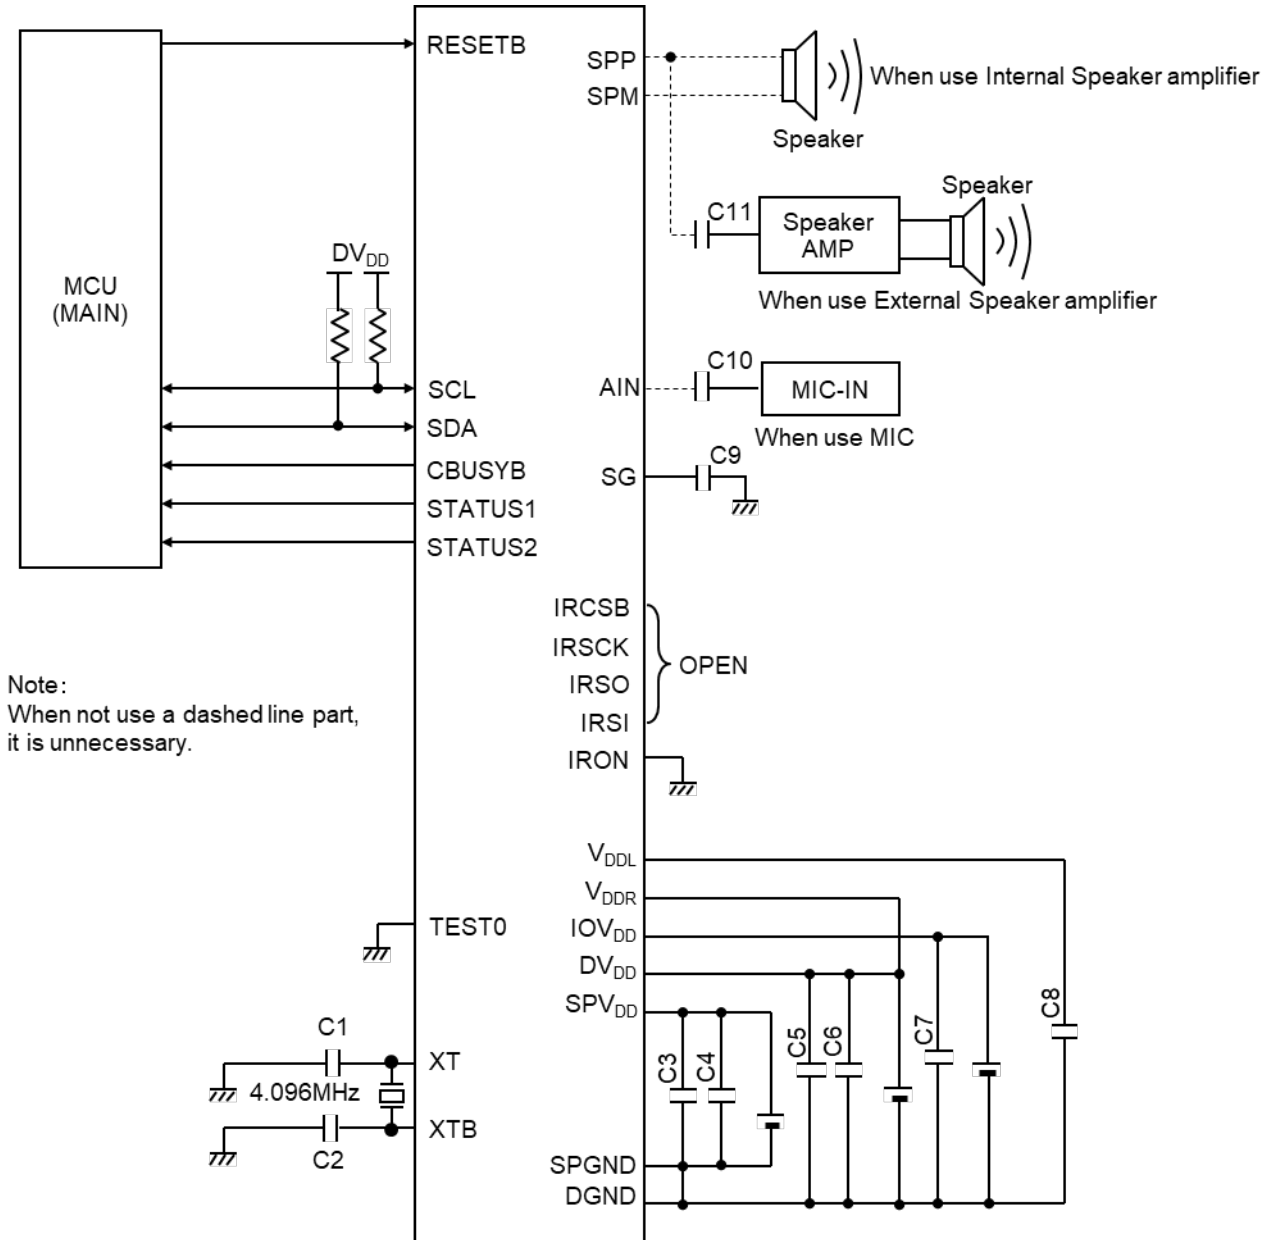 MCU
(MAIN)
DVDD
RESETB
SCL
SDA
CBUSYB
STATUS1
STATUS2
Note:
When not use a dashed line part,
it is unnecessary.
TEST0
C1
XT
4.096MHz
XTB
C2
SPP
SPM
When use Internal Speaker amplifier
Speaker
Speaker
C11
Speaker
AMP
When use External Speaker amplifier
C10
AIN
MIC-IN
When use MIC
C9
SG
IRCSB
IRSCK
IRSO
IRSI
OPEN
IRON
VDDL
VDDR
IOVDD
DVDD
SPVDD
C3
C4
C5
C6
C7
C8
SPGND
DGND